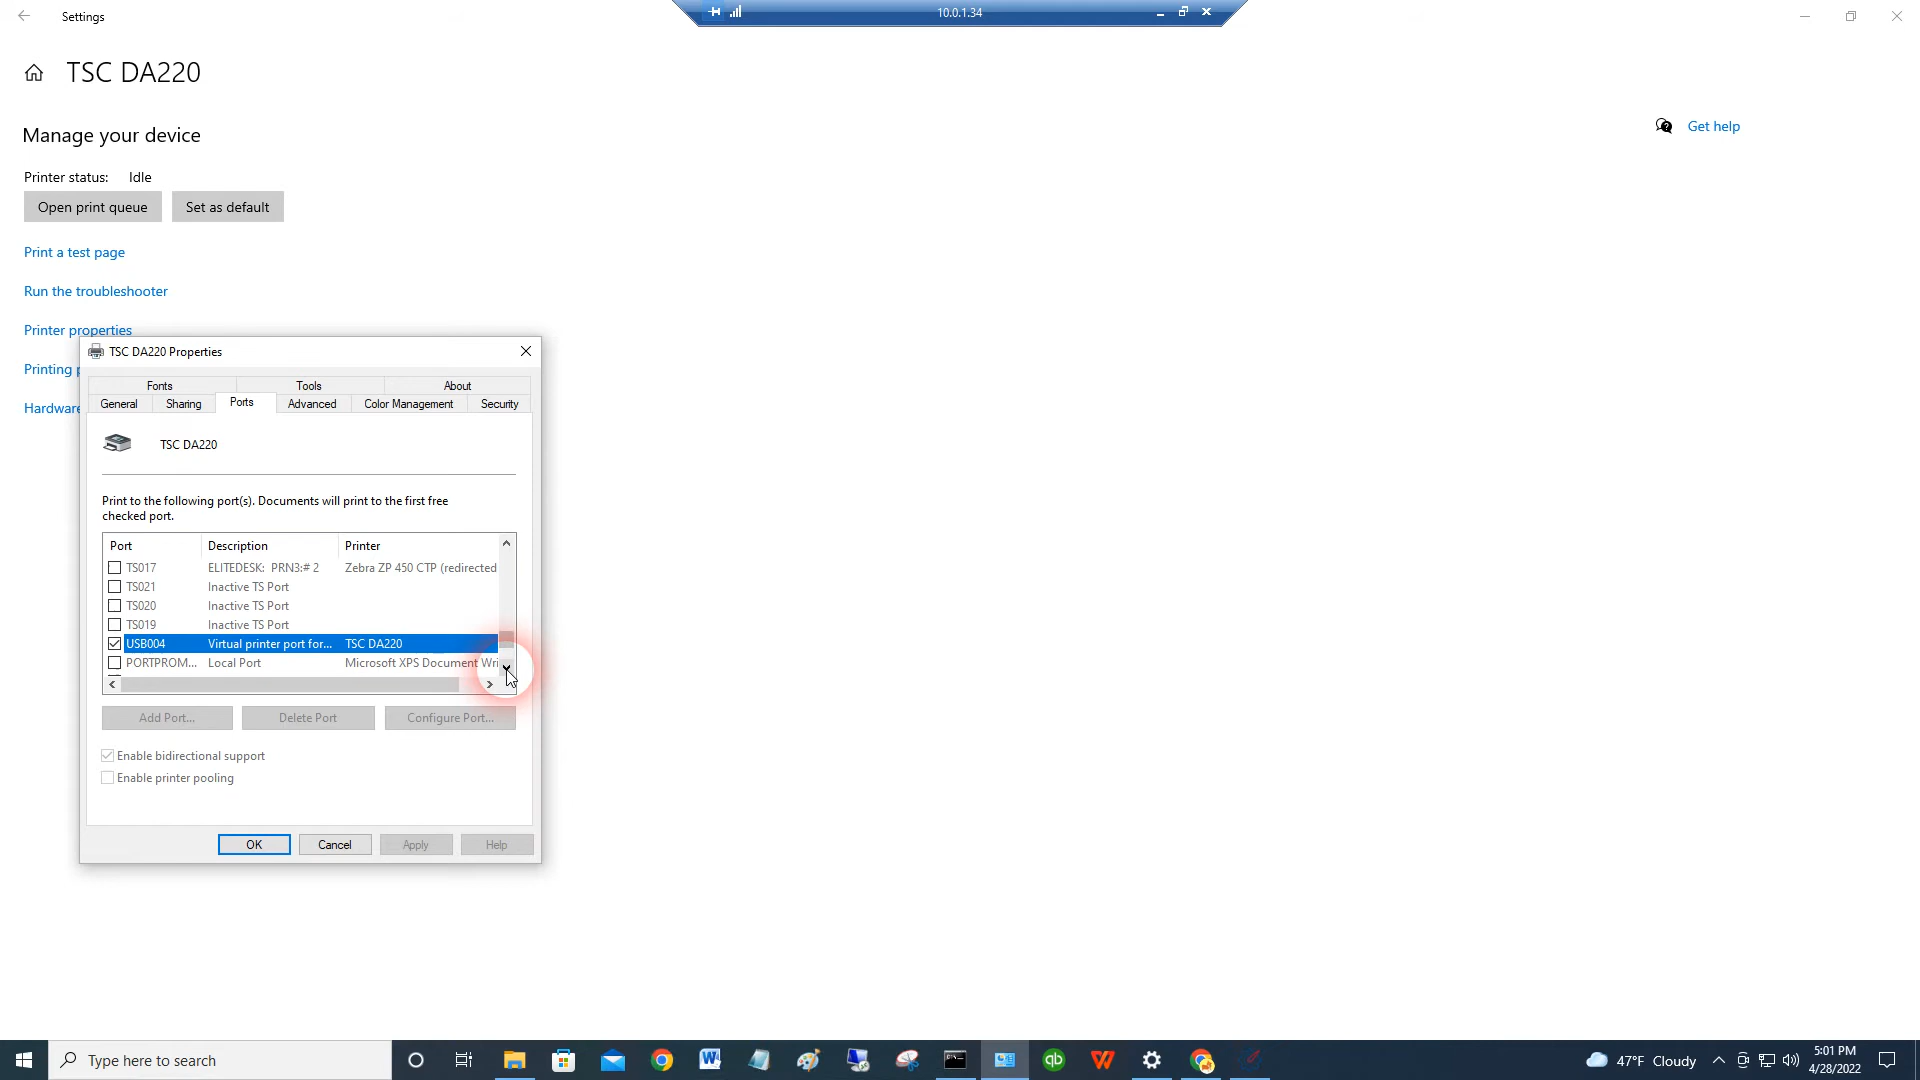 Settings
10.0.1.34
TSC DA220
Manage your device
Get help
Printer status: Idle
Open print queue
Set as default
Print a test page
Run the troubleshooter
Printer properties
TSC DA220 Properties
Printing p
Fonts Tools About
General Sharing Ports Advanced Color Management Security
Hardware
TSC DA220
Print to the following port(s). Documents will print to the first free
checked port.
Port Description Printer
TS017 ELITEDESK: PRN3:# 2 Zebra ZP 450 CTP (redirected
TS021 Inactive TS Port
TS020 Inactive TS Port
TS019 Inactive TS Port
USB004 Virtual printer port for... TSC DA220
PORTPROM... Local Port Microsoft XPS Document Wri
Add Port... Delete Port Configure Port...
Enable bidirectional support
Enable printer pooling
OK Cancel Apply Help
Type here to search
W
qb
W
47°F Cloudy
5:01 PM
4/28/2022